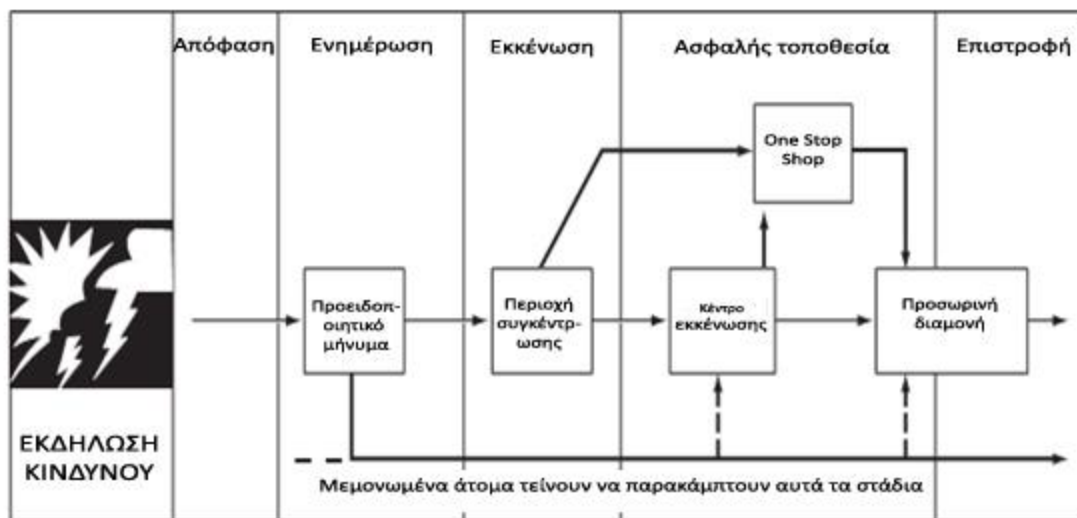 Απόφαση
Ενημέρωση
Εκκένωση
Ασφαλής τοποθεσία
Επιστροφή
One Stop
Shop
Προειδοπ-
οιητικό
μήνυμα
Περιοχή
συγκέντρ-
ωσης
Κέντρο
εκκένωσης
Προσωρινή
διαμονή
ΕΚΔΗΛΩΣΗ
ΚΙΝΔΥΝΟΥ
Μεμονωμένα άτομα τείνουν να παρακάμπτουν αυτά τα στάδια